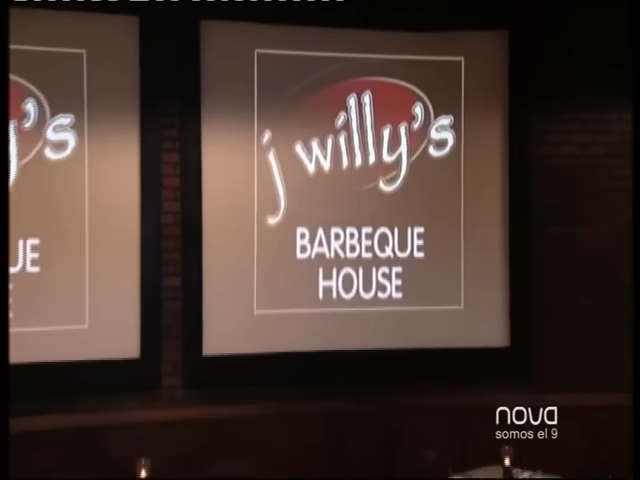 y's
UE
j willy's
BARBEQUE
HOUSE
nova
somos el 9